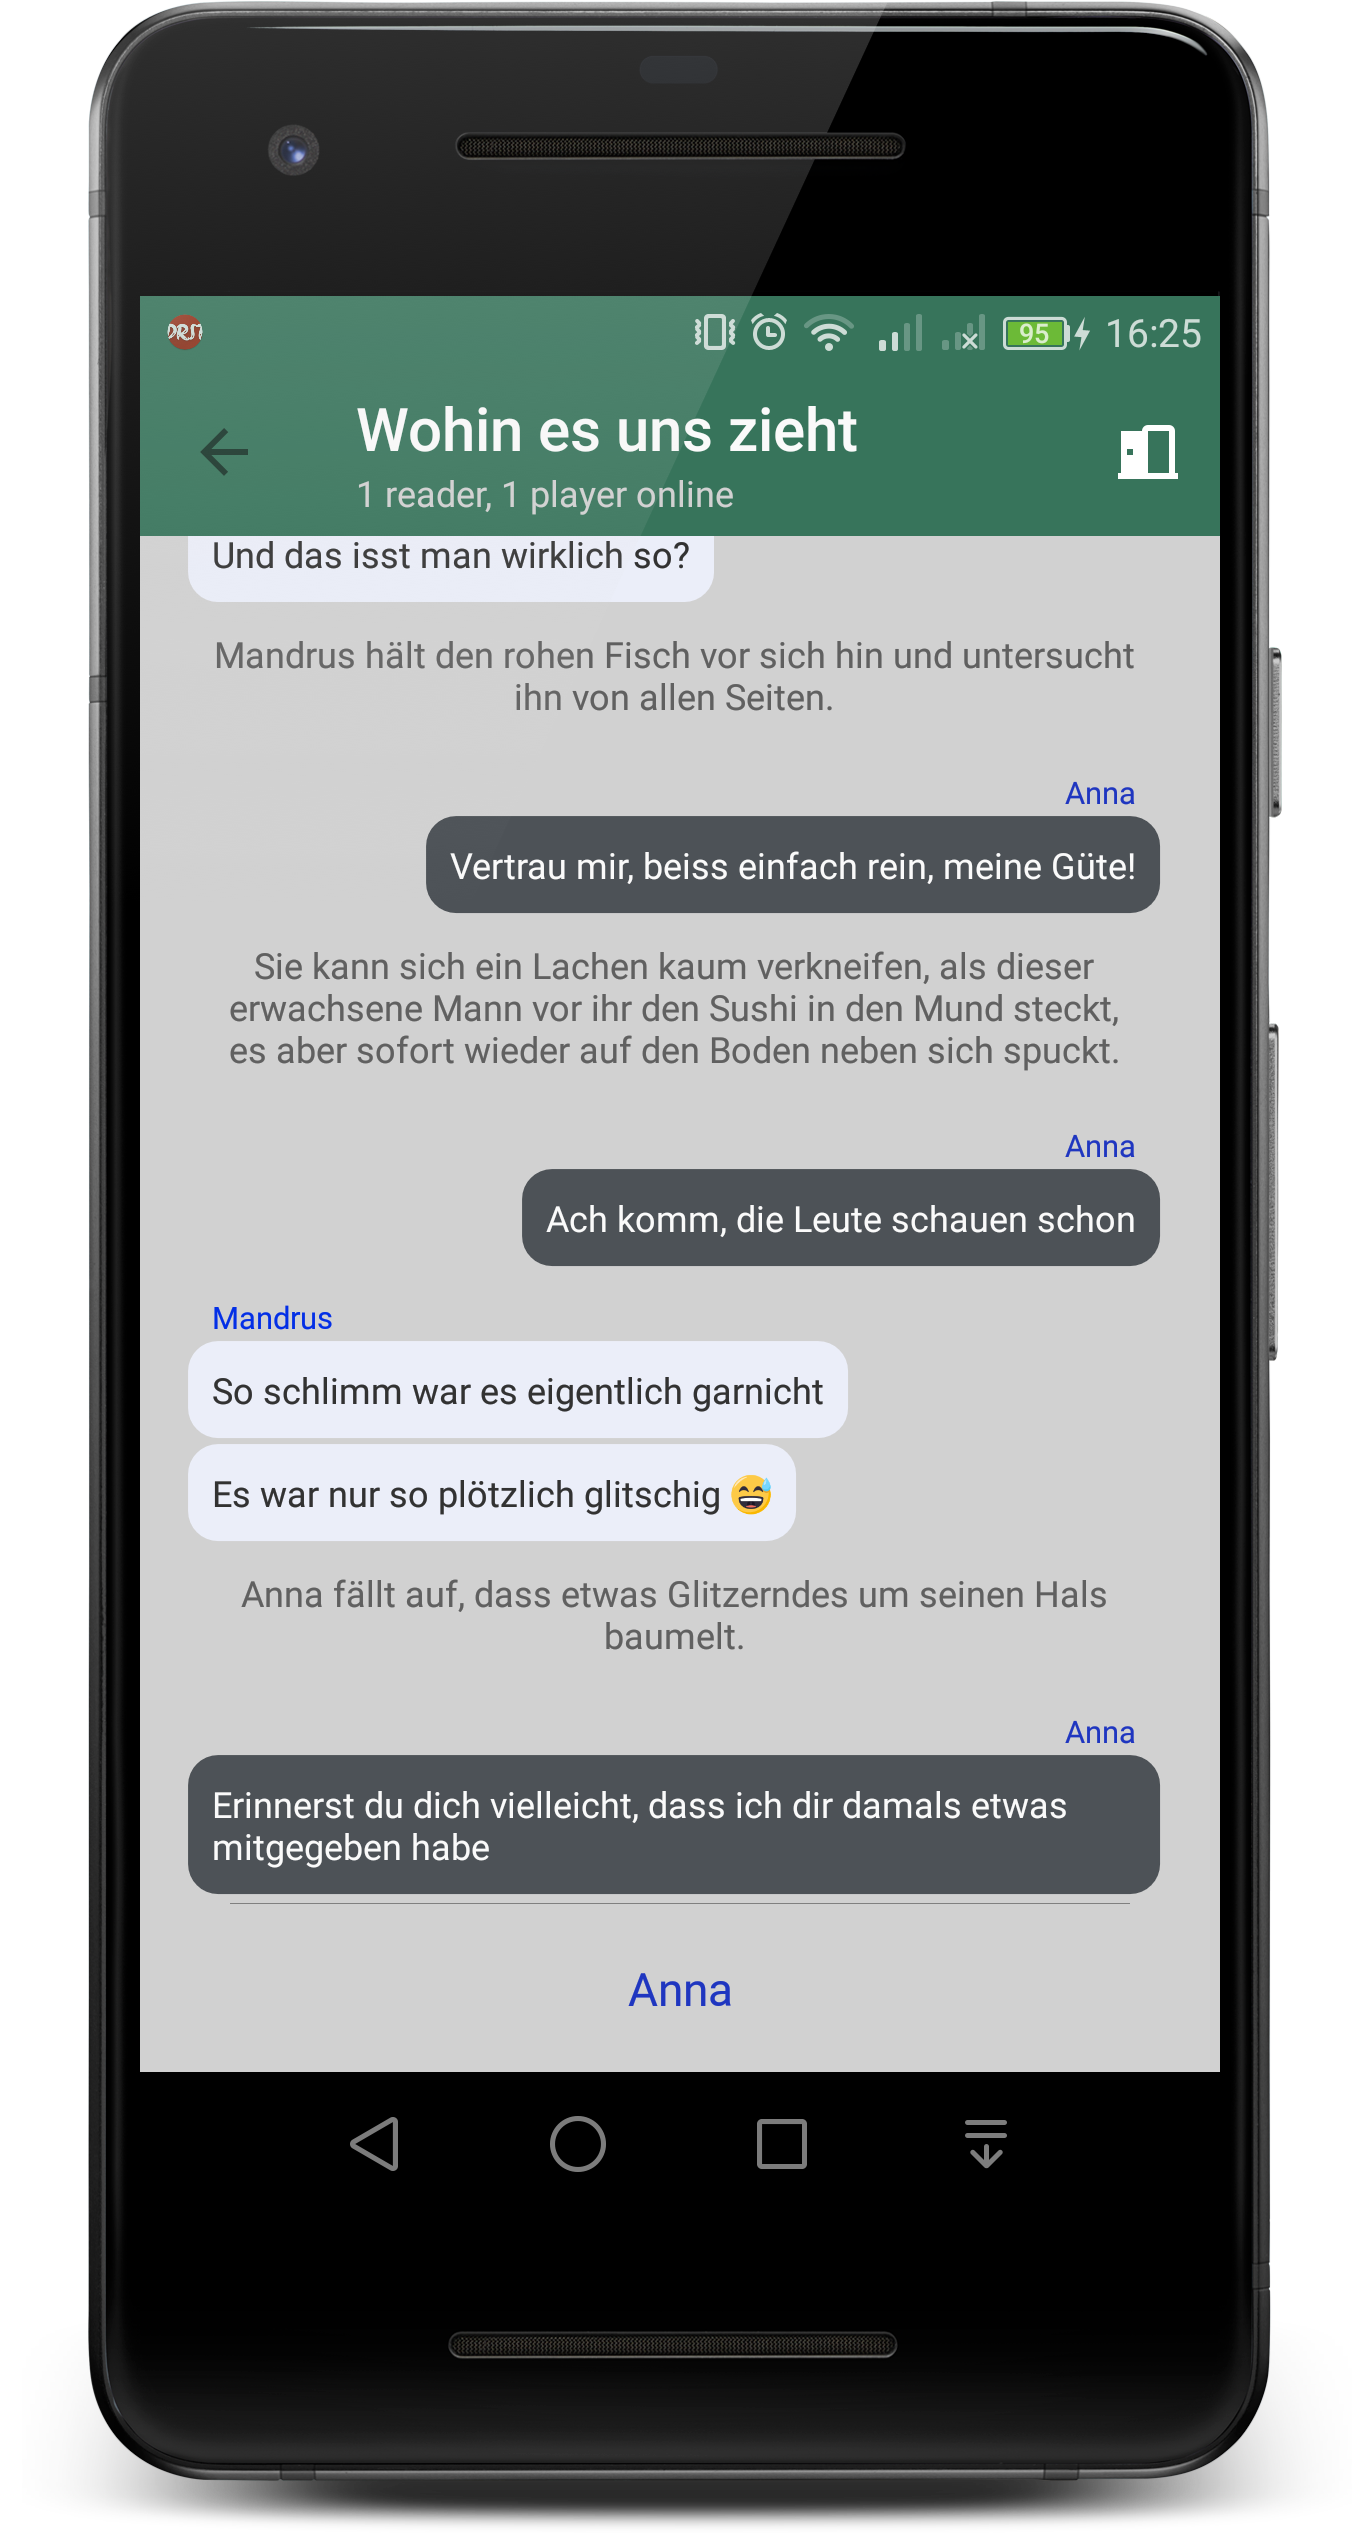 95 16:25
Wohin es uns zieht
1 reader, 1 player online
Und das isst man wirklich so?
Mandrus hält den rohen Fisch vor sich hin und untersucht
ihn von allen Seiten.
Anna
Vertrau mir, beiss einfach rein, meine Güte!
Sie kann sich ein Lachen kaum verkneifen, als dieser
erwachsene Mann vor ihr den Sushi in den Mund steckt,
es aber sofort wieder auf den Boden neben sich spuckt.
Anna
Ach komm, die Leute schauen schon
Mandrus
So schlimm war es eigentlich garnicht
Es war nur so plötzlich glitschig 😅
Anna fällt auf, dass etwas Glitzerndes um seinen Hals
baumelt.
Anna
Erinnerst du dich vielleicht, dass ich dir damals etwas
mitgegeben habe
Anna